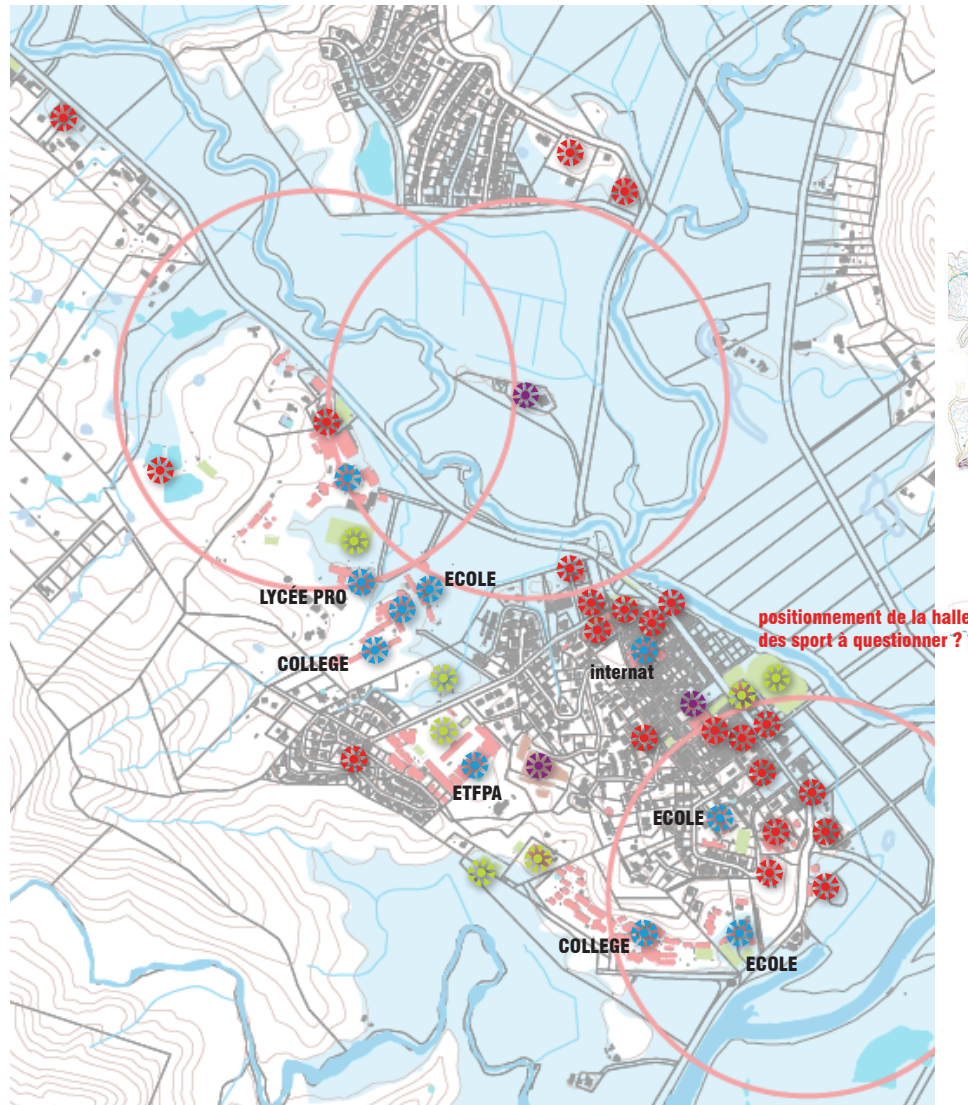 ECOLE
LYCÉE PRO
positionnement de la halle
des sport à questionner ?
COLLEGE
internat
ETFPA
ECOLE
COLLEGE
ECOLE